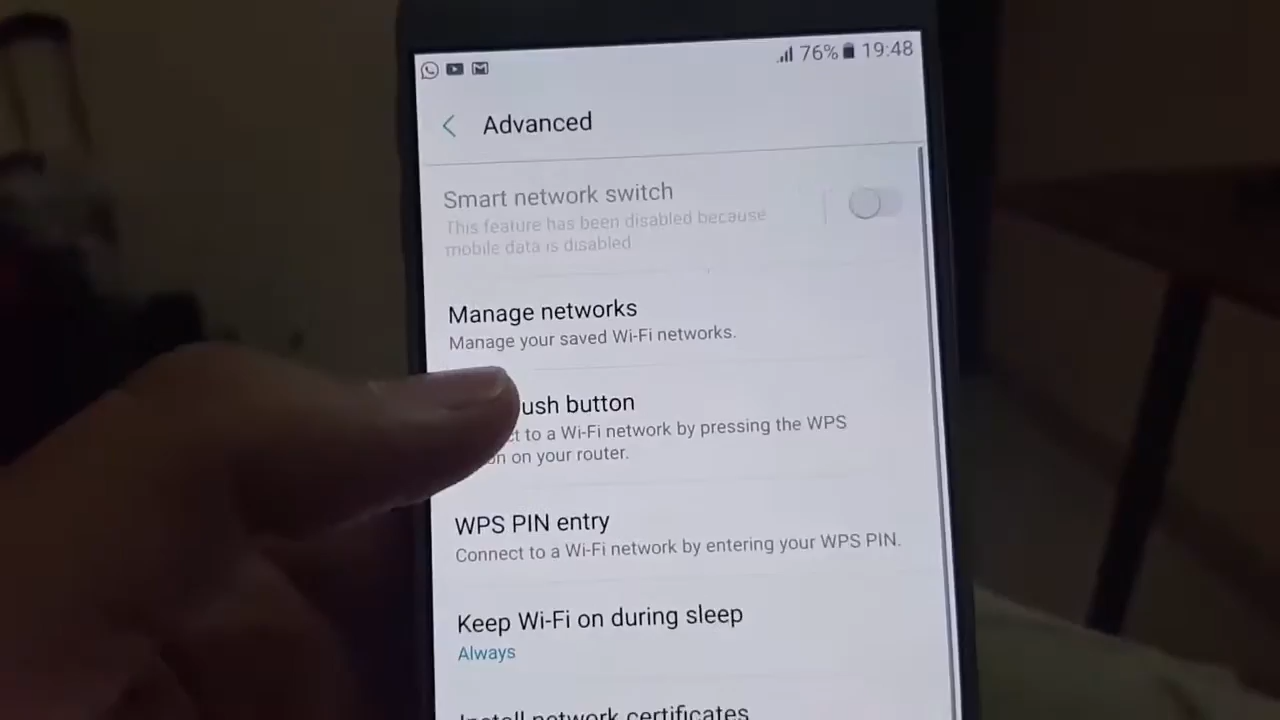 76% 19:48
Advanced
Smart network switch
This feature has been disabled because
mobile data is disabled
Manage networks
Manage your saved Wi-Fi networks.
ush button
ct to a Wi-Fi network by pressing the WPS
on on your router.
WPS PIN entry
Connect to a Wi-Fi network by entering your WPS PIN.
Keep Wi-Fi on during sleep
Always
Install network certificates